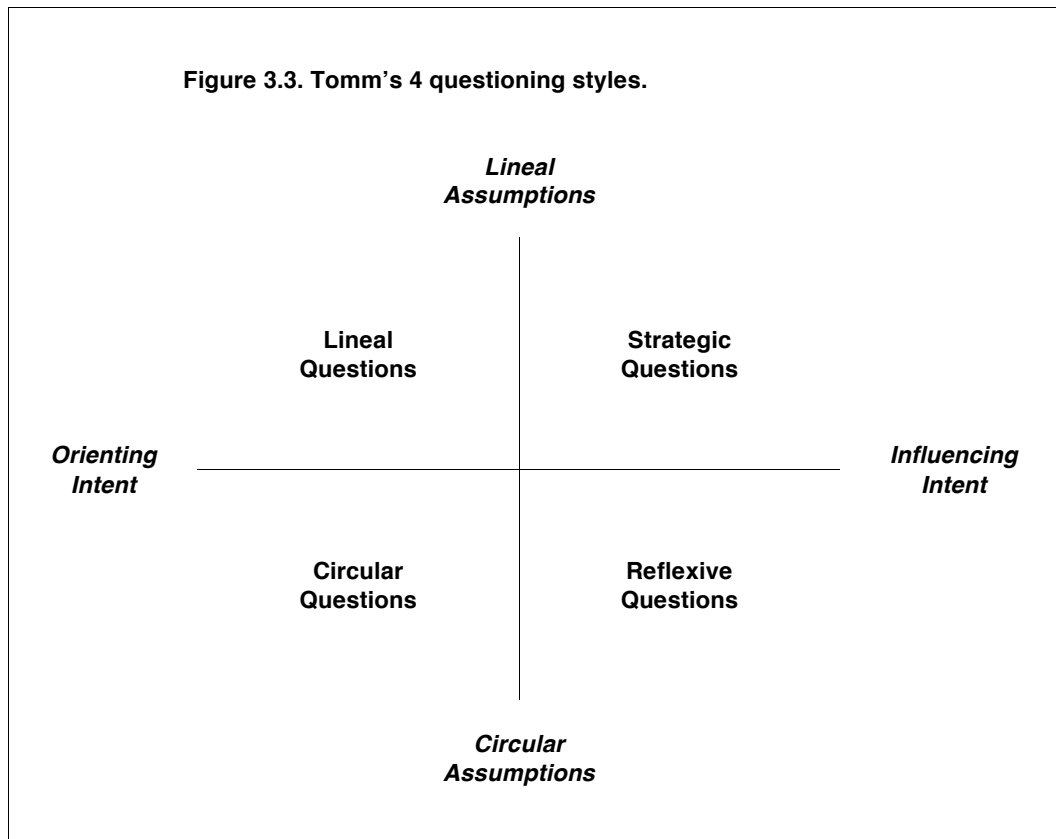 Figure 3.3. Tomm's 4 questioning styles.
Lineal
Assumptions
Lineal
Questions
Strategic
Questions
Orienting
Intent
Influencing
Intent
Circular
Questions
Reflexive
Questions
Circular
Assumptions